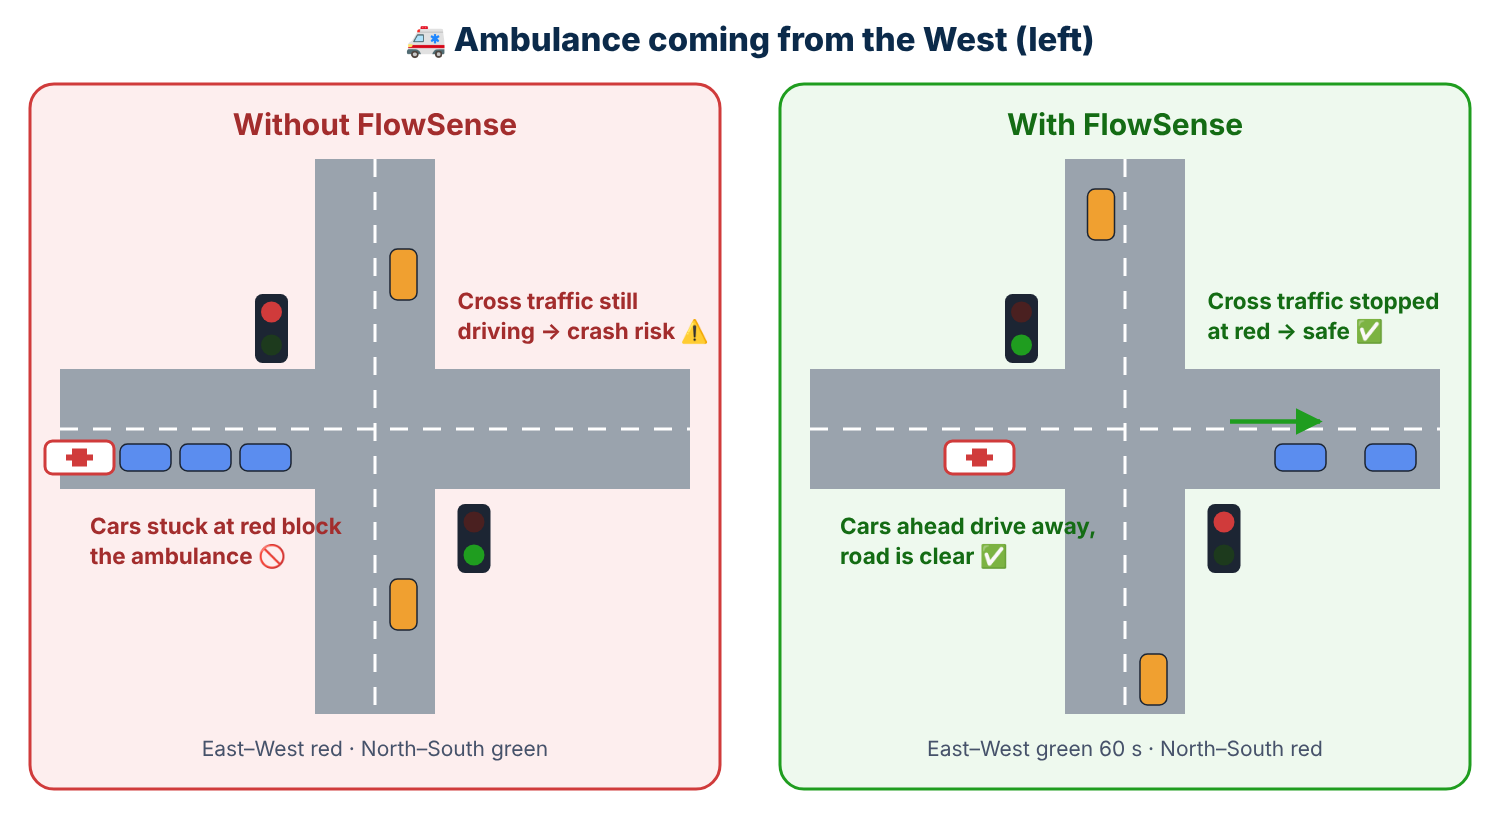 🚑 Ambulance coming from the West (left)
Without FlowSense
Cross traffic still
driving → crash risk ⚠️
Cars stuck at red block
the ambulance 🚫
East–West red · North–South green
With FlowSense
Cross traffic stopped
at red → safe ✅
Cars ahead drive away,
road is clear ✅
East–West green 60 s · North–South red